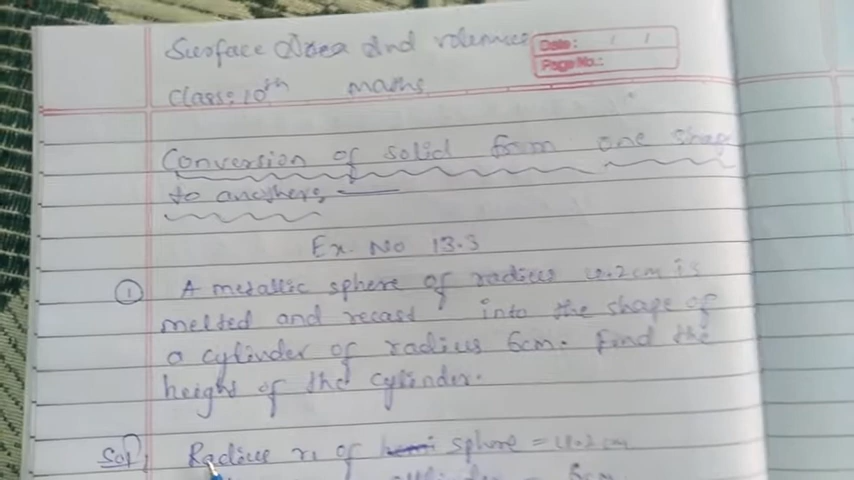 Surface Area And volumes
Date: / /
Page No.:
Class: 10th maths
Conversion of solid from one shape
to another,
Ex. No 13.3
① A metallic sphere of radius 4.2cm is
melted and recast into the shape of
a cylinder of radius 6cm. Find the
height of the cylinder.
Sol, Radius r1 of sphere = 4.2 cm
6cm